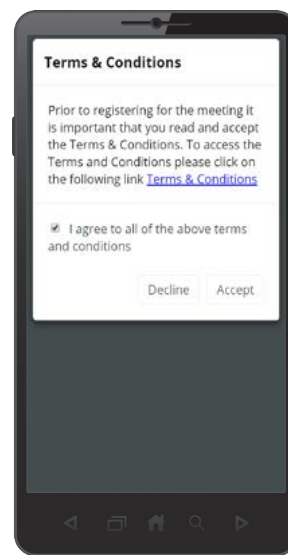 Terms & Conditions
Prior to registering for the meeting it
is important that you read and accept
the Terms & Conditions. To access the
Terms and Conditions please click on
the following link Terms & Conditions
I agree to all of the above terms
and conditions
Decline Accept